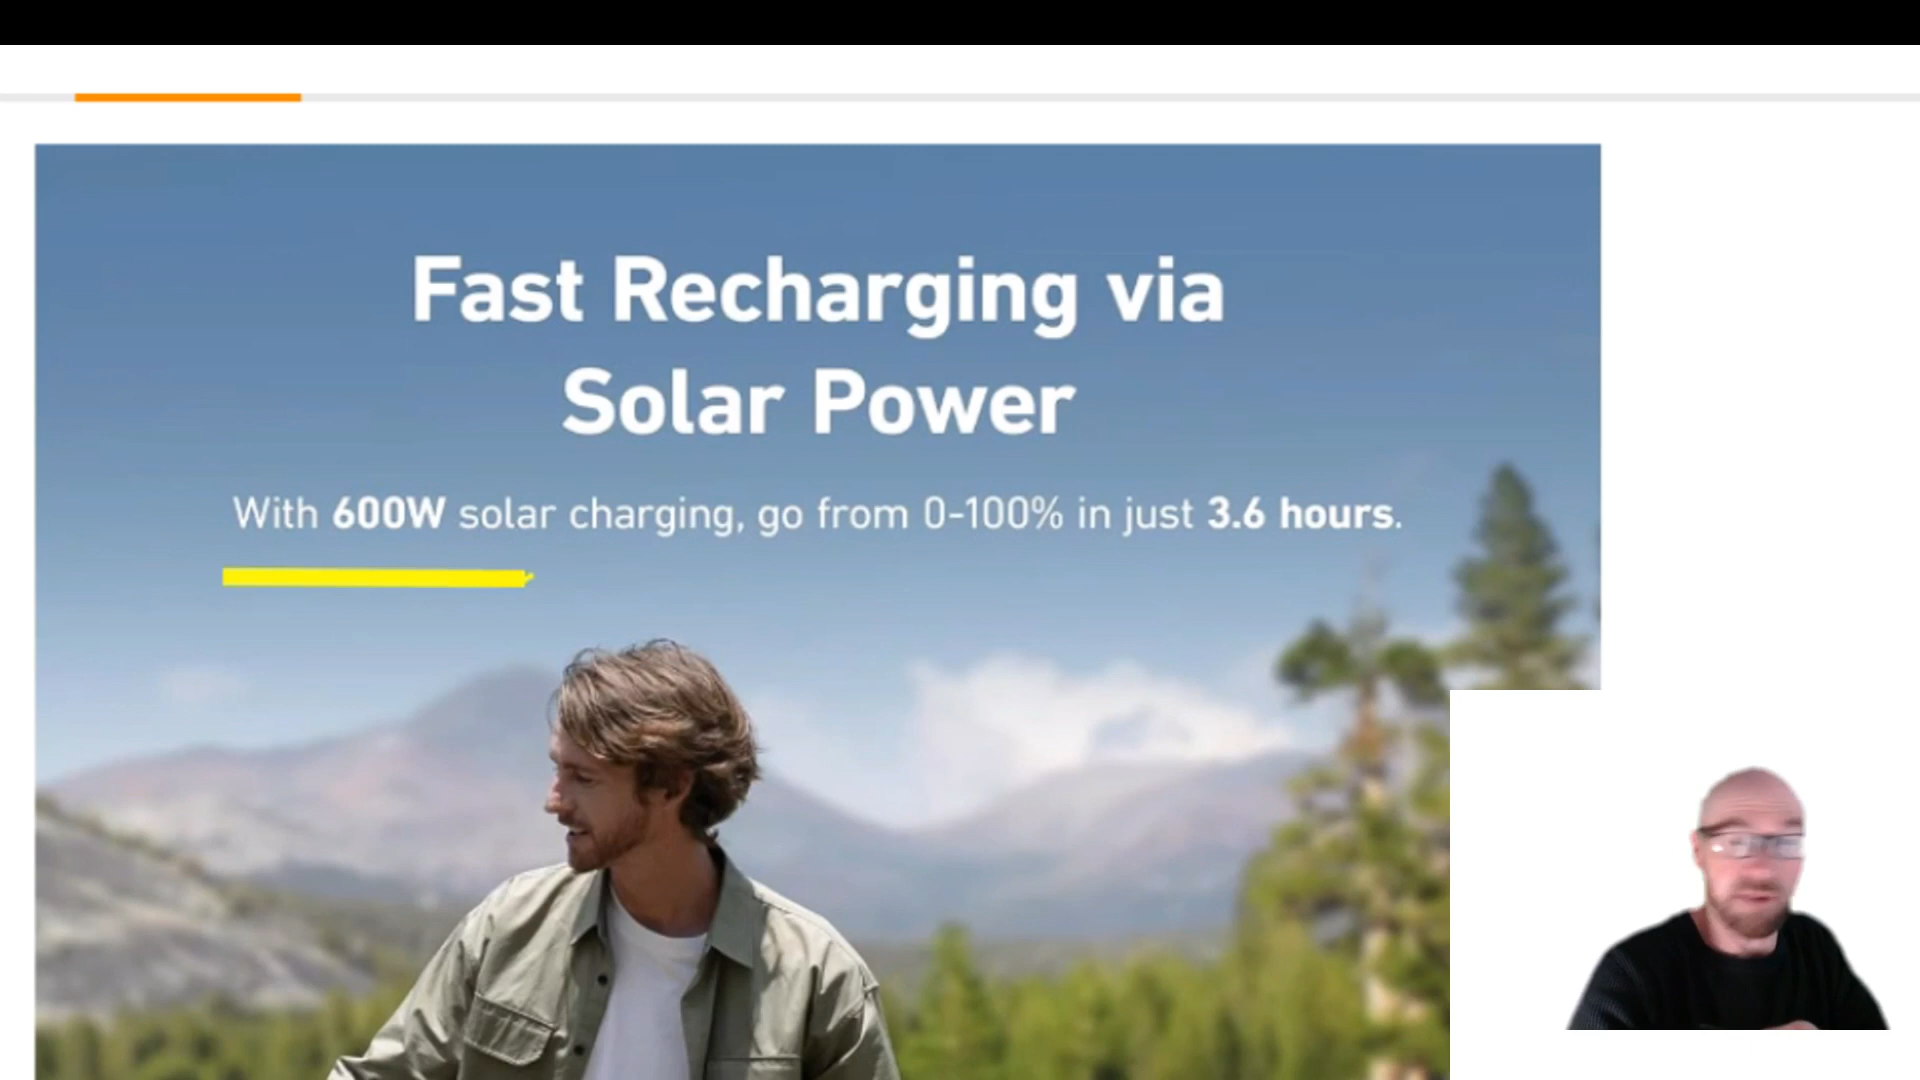 Fast Recharging via
Solar Power
With 600W solar charging, go from 0-100% in just 3.6 hours.